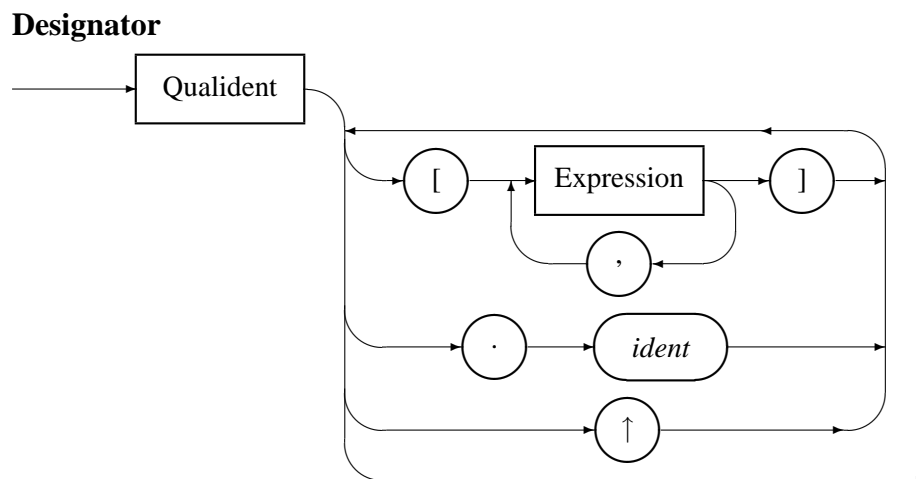 Designator
Qualident
[ Expression ]
,
. ident
↑